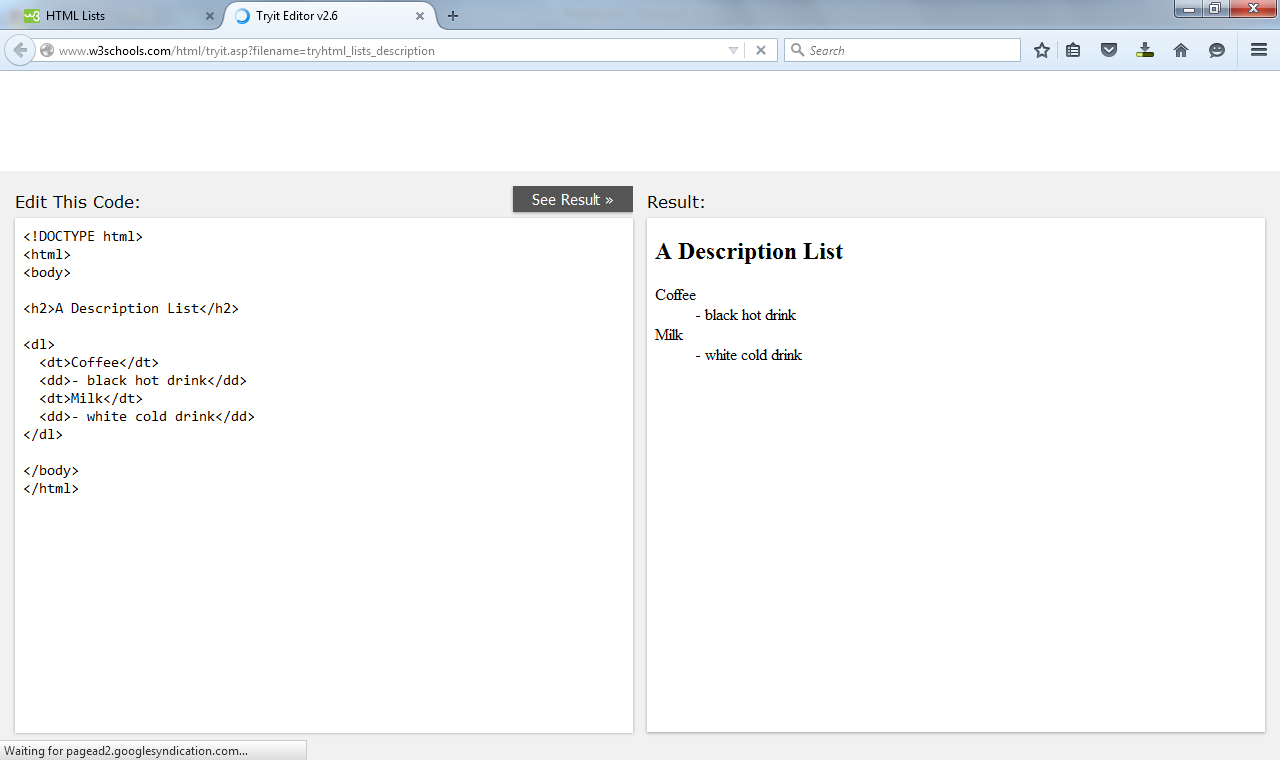 HTML Lists
Tryit Editor v2.6
www.w3schools.com/html/tryit.asp?filename=tryhtml_lists_description
Search
Edit This Code:
See Result »
<!DOCTYPE html>
<html>
<body>
<h2>A Description List</h2>
<dl>
<dt>Coffee</dt>
<dd>- black hot drink</dd>
<dt>Milk</dt>
<dd>- white cold drink</dd>
</dl>
</body>
</html>
Result:
A Description List
Coffee
- black hot drink
Milk
- white cold drink
Waiting for pagead2.googlesyndication.com...